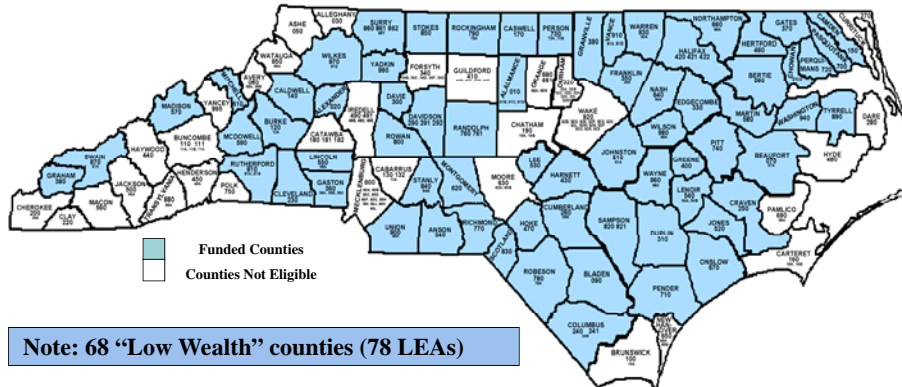 ALLEGHANY
030
ASHE
050
SURRY
860 861 862
STOKES
850
ROCKINGHAM
790
CASWELL
170
PERSON
730
GRANVILLE
390
VANCE
910
WARREN
930
NORTHAMPTON
660
GATES
370
CAMDEN
150
CURRITUCK
HERTFORD
460
PASQUOTANK
700
CHOWAN
PERQUI-
MANS 720
HALIFAX
420 421 422
WATAUGA
950
WILKES
970
YADKIN
990
FORSYTH
340
GUILFORD
410
ALAMANCE
010
ORANGE
680
DURHAM
320
FRANKLIN
350
BERTIE
080
NASH
640
EDGECOMBE
330
MITCHELL
610
AVERY
CALDWELL
140
ALEXANDER
020
IREDELL
490 491
DAVIE
300
DAVIDSON
290 291 292
RANDOLPH
760 761
CHATHAM
190
WAKE
920
WILSON
980
MARTIN
580
WASHINGTON
940
TYRRELL
890
DARE
280
MADISON
570
YANCEY
995
BURKE
120
CATAWBA
180 181 182
ROWAN
800
PITT
740
BEAUFORT
070
HYDE
480
HAYWOOD
440
BUNCOMBE
110 111
MCDOWELL
590
LINCOLN
550
CABARRUS
130 132
STANLY
840
MONTGOMERY
620
MOORE
630
LEE
530
HARNETT
430
JOHNSTON
510
WAYNE
960
GREENE
400
LENOIR
540
CRAVEN
250
PAMLICO
690
SWAIN
870
GRAHAM
380
JACKSON
500
HENDERSON
450
RUTHERFORD
810
CLEVELAND
230
GASTON
360
MECKLENBURG
600
CHEROKEE
200
CLAY
220
MACON
560
TRANSYLVANIA
880
POLK
750
UNION
900
ANSON
040
RICHMOND
770
SCOTLAND
830
HOKE
470
CUMBERLAND
260
SAMPSON
820 821
DUPLIN
310
JONES
520
CARTERET
160
ONSLOW
670
ROBESON
780
BLADEN
090
PENDER
710
COLUMBUS
240 241
NEW
HANOVER
650
BRUNSWICK
100
Funded Counties
Counties Not Eligible
Note: 68 “Low Wealth” counties (78 LEAs)